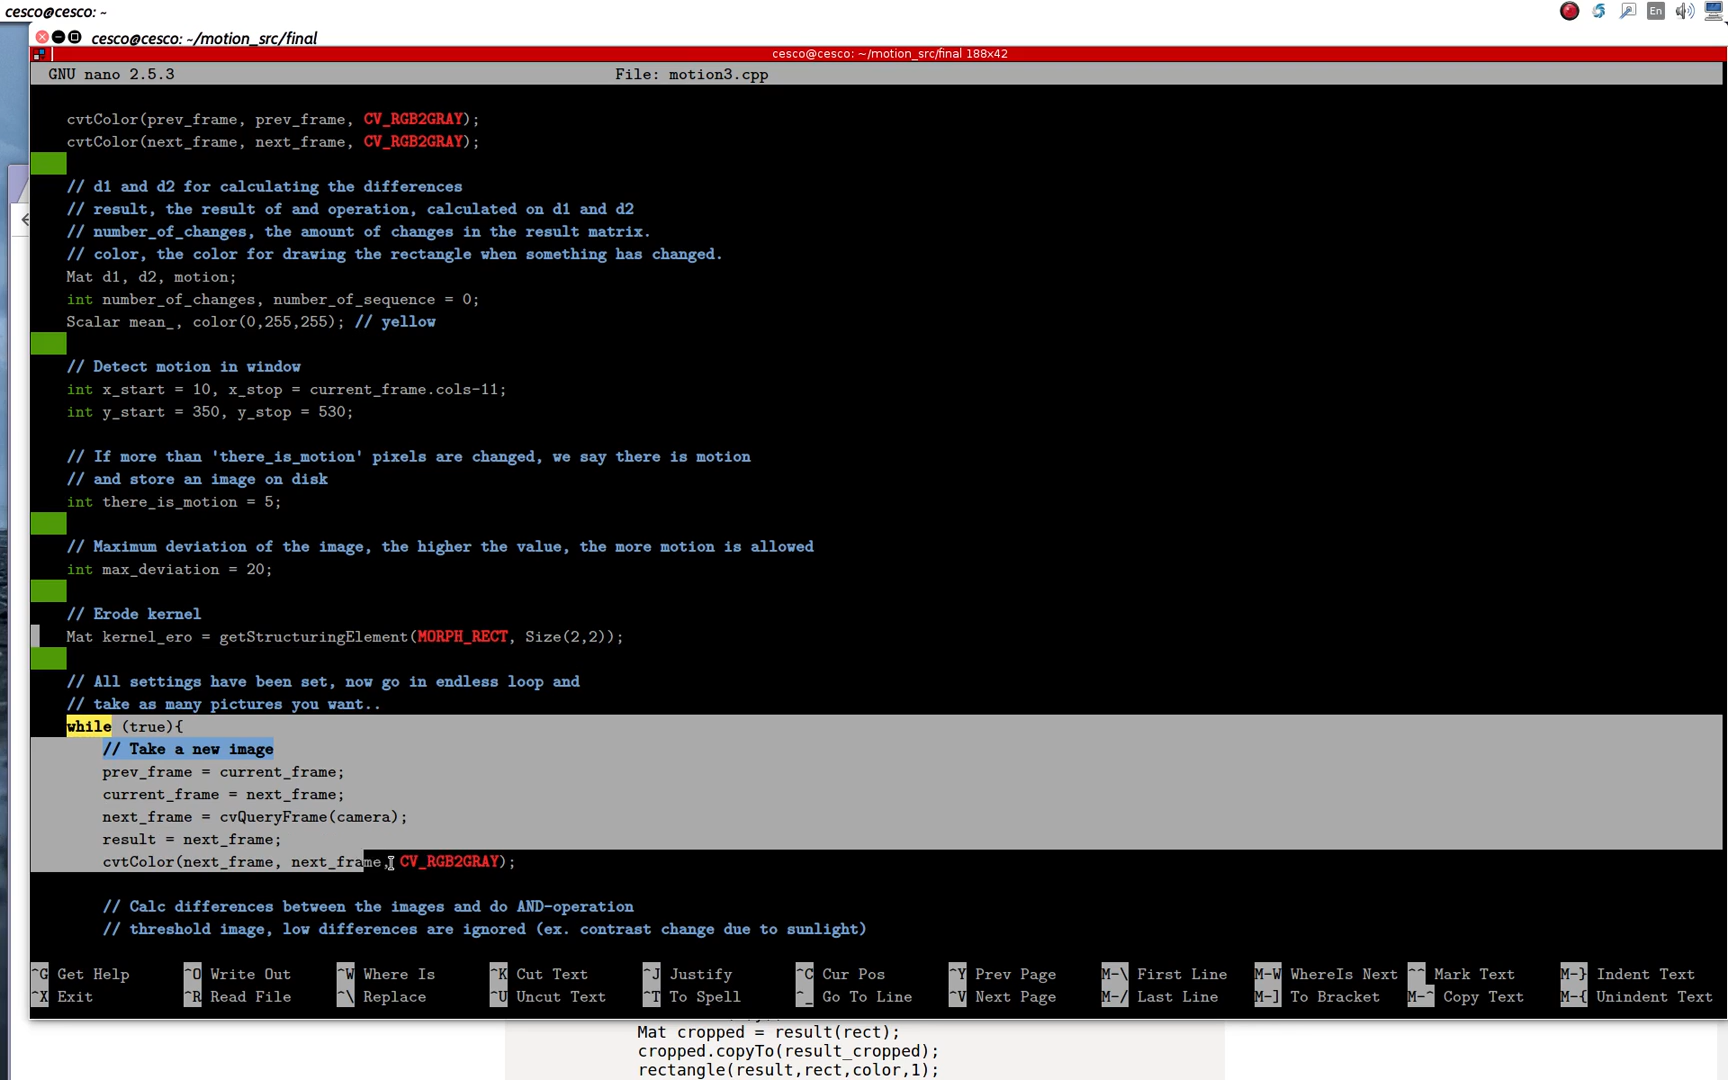 cesco@cesco: ~
En
cesco@cesco: ~/motion_src/final
cesco@cesco: ~/motion_src/final 188x42
GNU nano 2.5.3 File: motion3.cpp
cvtColor(prev_frame, prev_frame, CV_RGB2GRAY);
cvtColor(next_frame, next_frame, CV_RGB2GRAY);
// d1 and d2 for calculating the differences
// result, the result of and operation, calculated on d1 and d2
// number_of_changes, the amount of changes in the result matrix.
// color, the color for drawing the rectangle when something has changed.
Mat d1, d2, motion;
int number_of_changes, number_of_sequence = 0;
Scalar mean_, color(0,255,255); // yellow
// Detect motion in window
int x_start = 10, x_stop = current_frame.cols-11;
int y_start = 350, y_stop = 530;
// If more than 'there_is_motion' pixels are changed, we say there is motion
// and store an image on disk
int there_is_motion = 5;
// Maximum deviation of the image, the higher the value, the more motion is allowed
int max_deviation = 20;
// Erode kernel
Mat kernel_ero = getStructuringElement(MORPH_RECT, Size(2,2));
// All settings have been set, now go in endless loop and
// take as many pictures you want..
while (true){
// Take a new image
prev_frame = current_frame;
current_frame = next_frame;
next_frame = cvQueryFrame(camera);
result = next_frame;
cvtColor(next_frame, next_frame, CV_RGB2GRAY);
// Calc differences between the images and do AND-operation
// threshold image, low differences are ignored (ex. contrast change due to sunlight)
^G Get Help ^O Write Out ^W Where Is ^K Cut Text ^J Justify ^C Cur Pos ^Y Prev Page M-\ First Line M-W WhereIs Next ^^ Mark Text M-} Indent Text
^X Exit ^R Read File ^\ Replace ^U Uncut Text ^T To Spell ^_ Go To Line ^V Next Page M-/ Last Line M-] To Bracket M-^ Copy Text M-{ Unindent Text
Mat cropped = result(rect);
cropped.copyTo(result_cropped);
rectangle(result,rect,color,1);